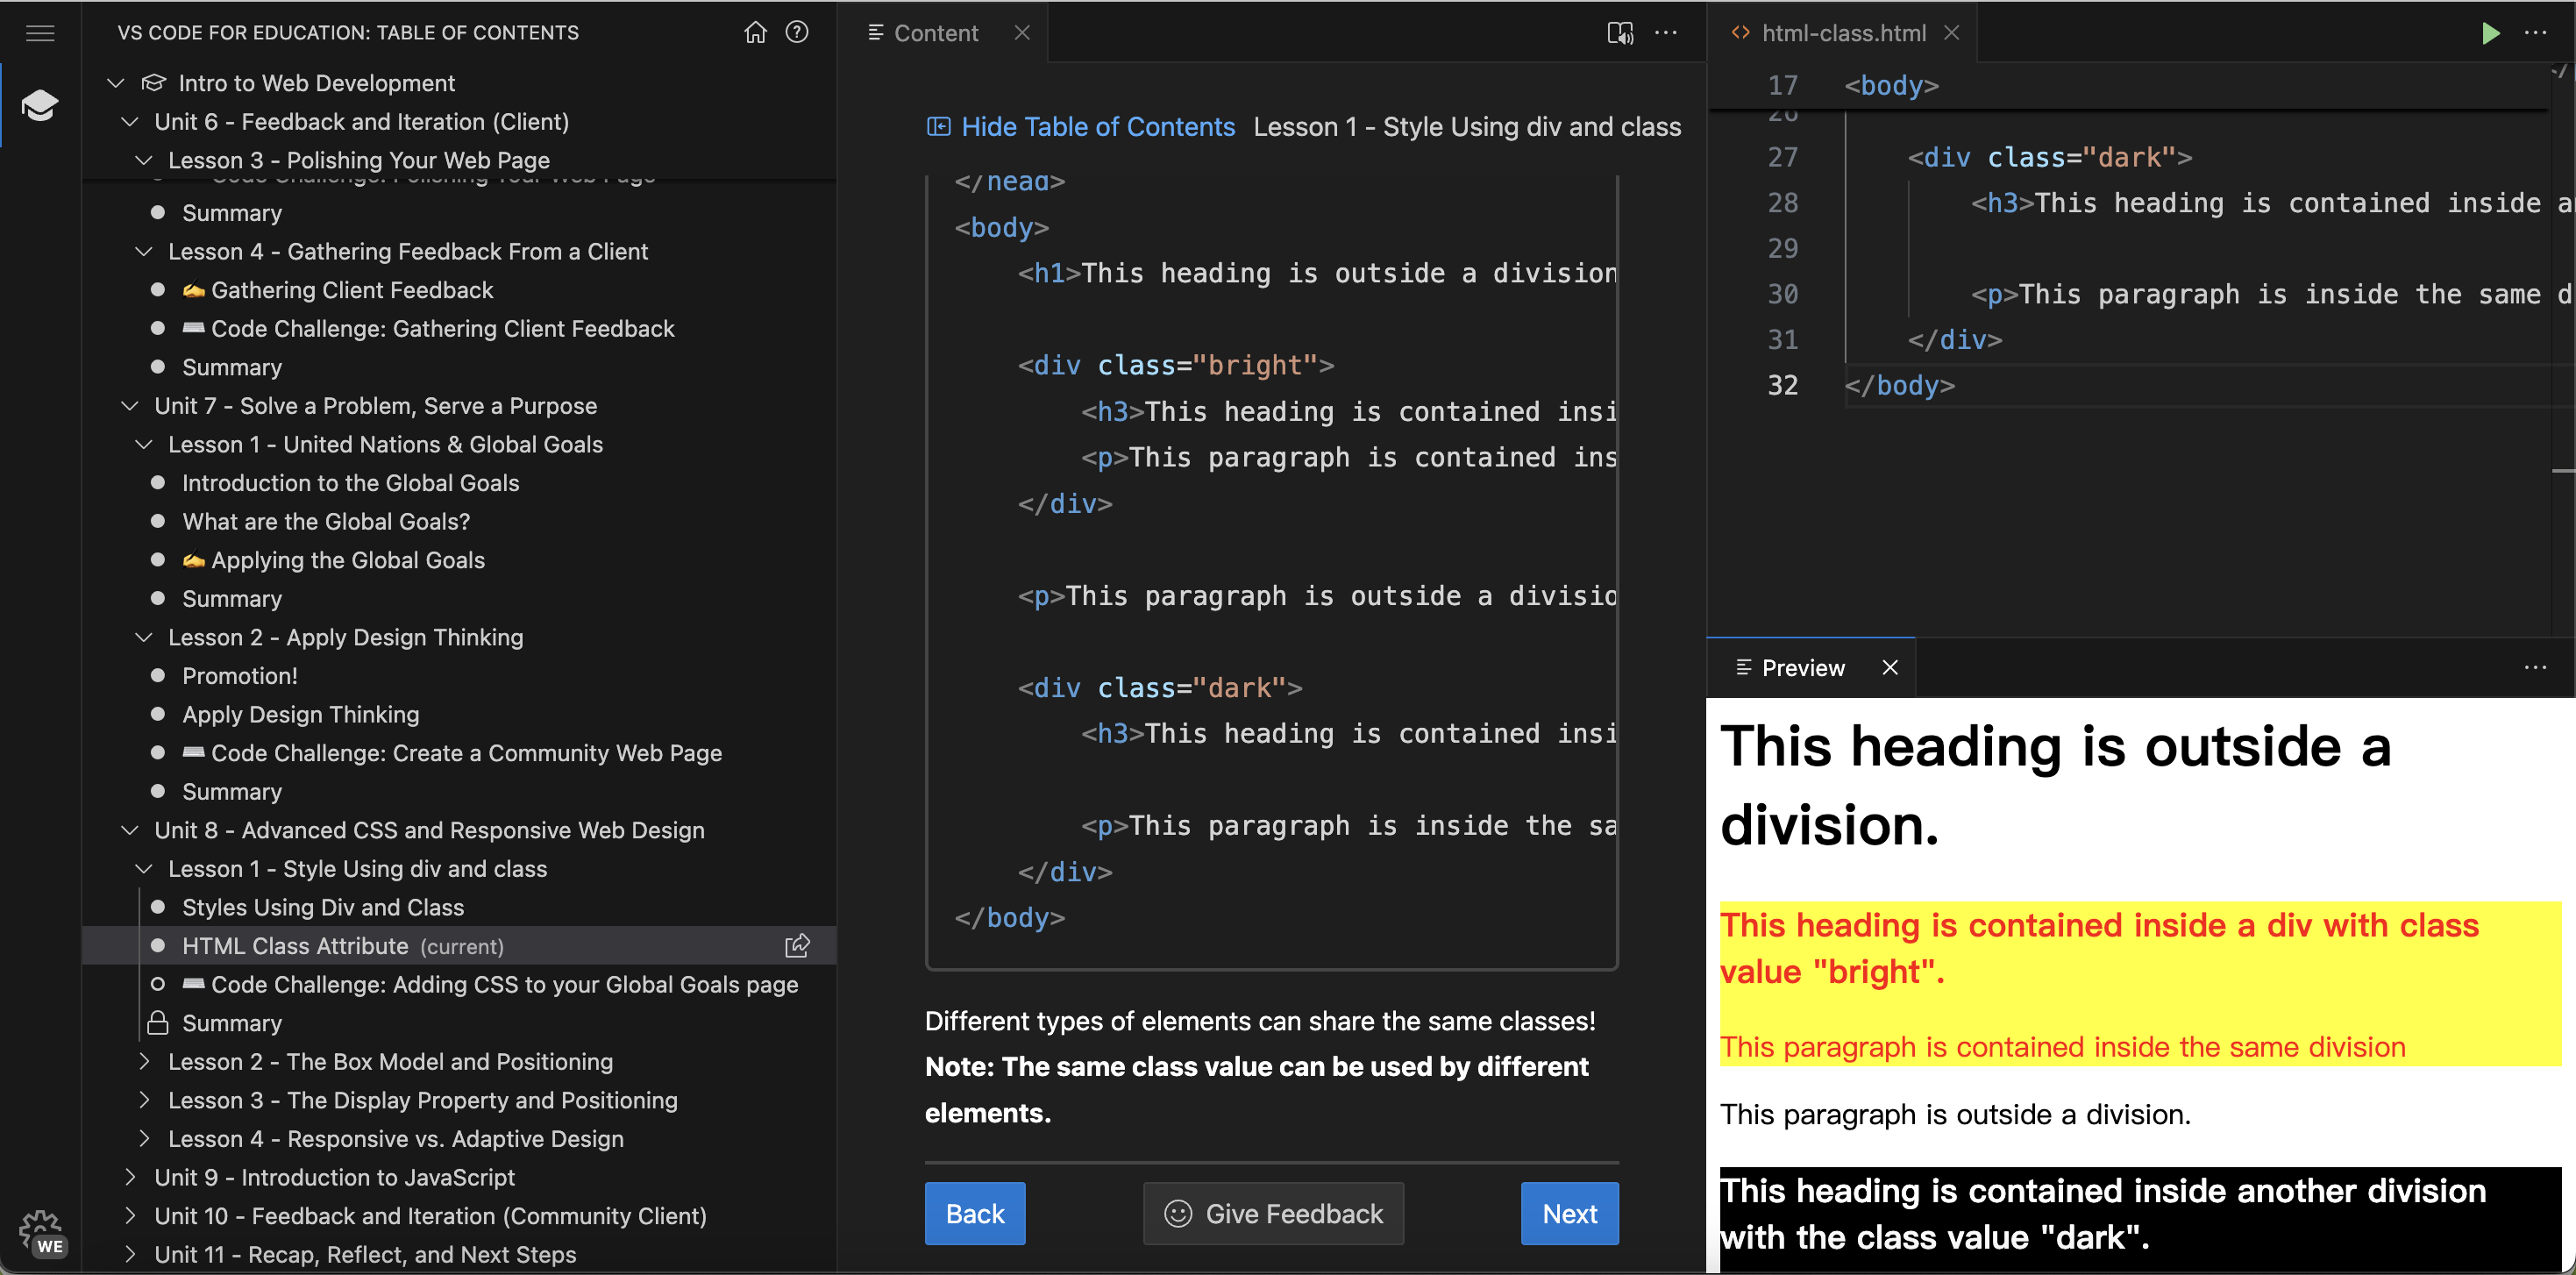 VS CODE FOR EDUCATION: TABLE OF CONTENTS
Intro to Web Development
Unit 6 - Feedback and Iteration (Client)
Lesson 3 - Polishing Your Web Page
Code Challenge: Polishing Your Web Page
Summary
Lesson 4 - Gathering Feedback From a Client
✍️ Gathering Client Feedback
⌨️ Code Challenge: Gathering Client Feedback
Summary
Unit 7 - Solve a Problem, Serve a Purpose
Lesson 1 - United Nations & Global Goals
Introduction to the Global Goals
What are the Global Goals?
✍️ Applying the Global Goals
Summary
Lesson 2 - Apply Design Thinking
Promotion!
Apply Design Thinking
⌨️ Code Challenge: Create a Community Web Page
Summary
Unit 8 - Advanced CSS and Responsive Web Design
Lesson 1 - Style Using div and class
Styles Using Div and Class
HTML Class Attribute (current)
⌨️ Code Challenge: Adding CSS to your Global Goals page
Summary
Lesson 2 - The Box Model and Positioning
Lesson 3 - The Display Property and Positioning
Lesson 4 - Responsive vs. Adaptive Design
Unit 9 - Introduction to JavaScript
Unit 10 - Feedback and Iteration (Community Client)
Unit 11 - Recap, Reflect, and Next Steps
WE
Content
Hide Table of Contents Lesson 1 - Style Using div and class
</head>
<body>
<h1>This heading is outside a division
<div class="bright">
<h3>This heading is contained insi
<p>This paragraph is contained ins
</div>
<p>This paragraph is outside a divisio
<div class="dark">
<h3>This heading is contained insi
<p>This paragraph is inside the sa
</div>
</body>
Different types of elements can share the same classes!
Note: The same class value can be used by different
elements.
Back
Give Feedback
Next
html-class.html
17 <body>
26
27 <div class="dark">
28 <h3>This heading is contained inside a
29
30 <p>This paragraph is inside the same d
31 </div>
32 </body>
Preview
This heading is outside a
division.
This heading is contained inside a div with class
value "bright".
This paragraph is contained inside the same division
This paragraph is outside a division.
This heading is contained inside another division
with the class value "dark".